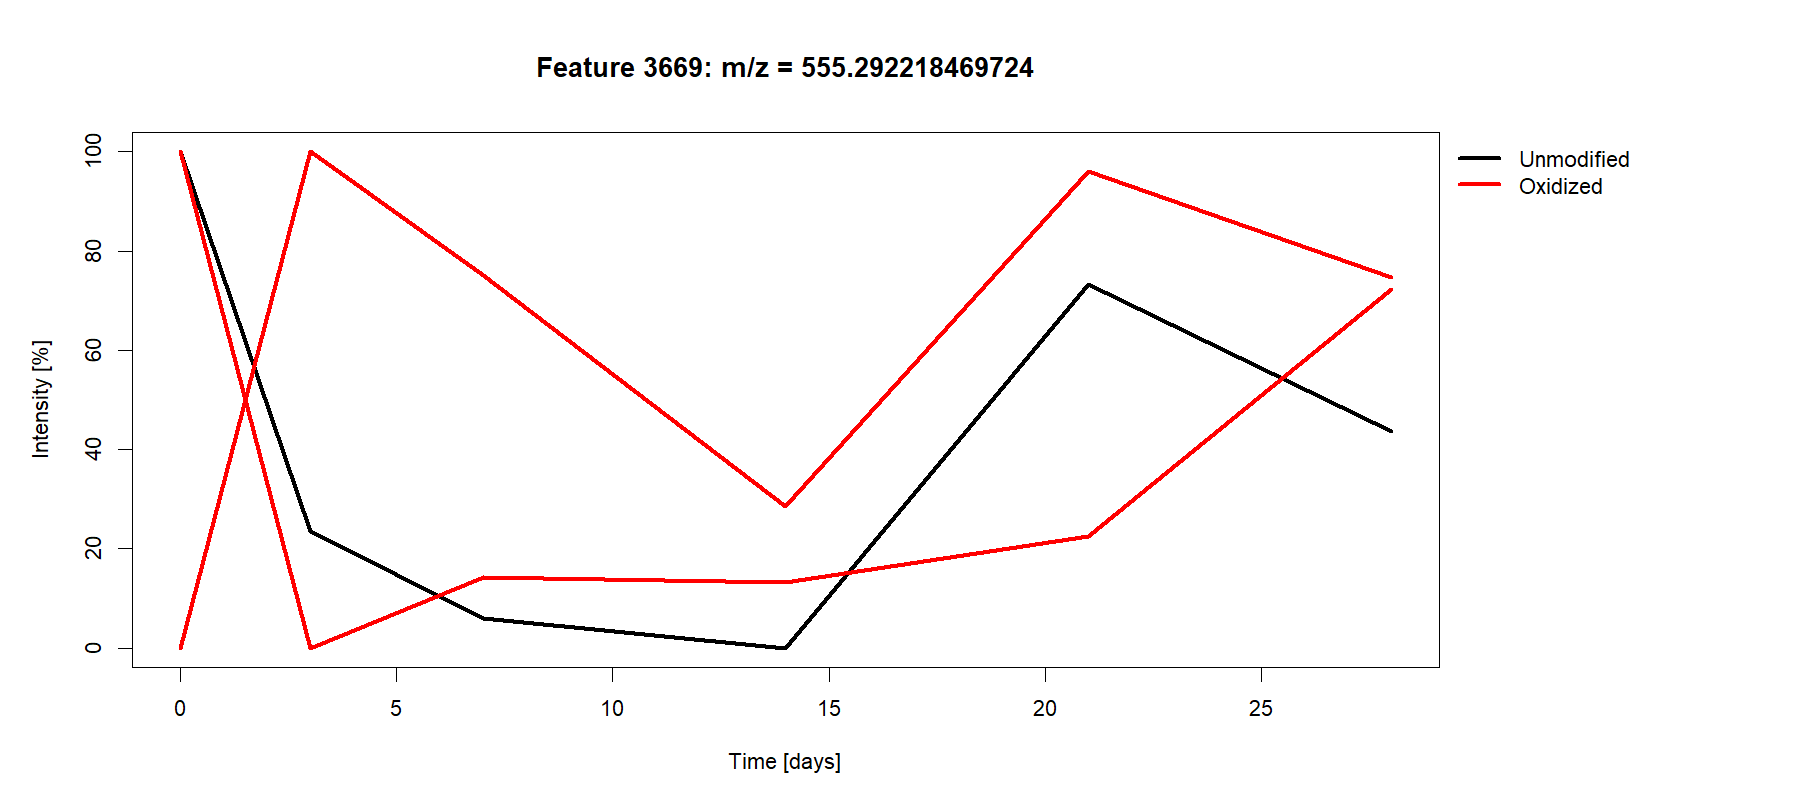 Feature 3669: m/z = 555.292218469724
Unmodified
Oxidized
100
80
60
40
20
0
Intensity [%]
0 5 10 15 20 25
Time [days]